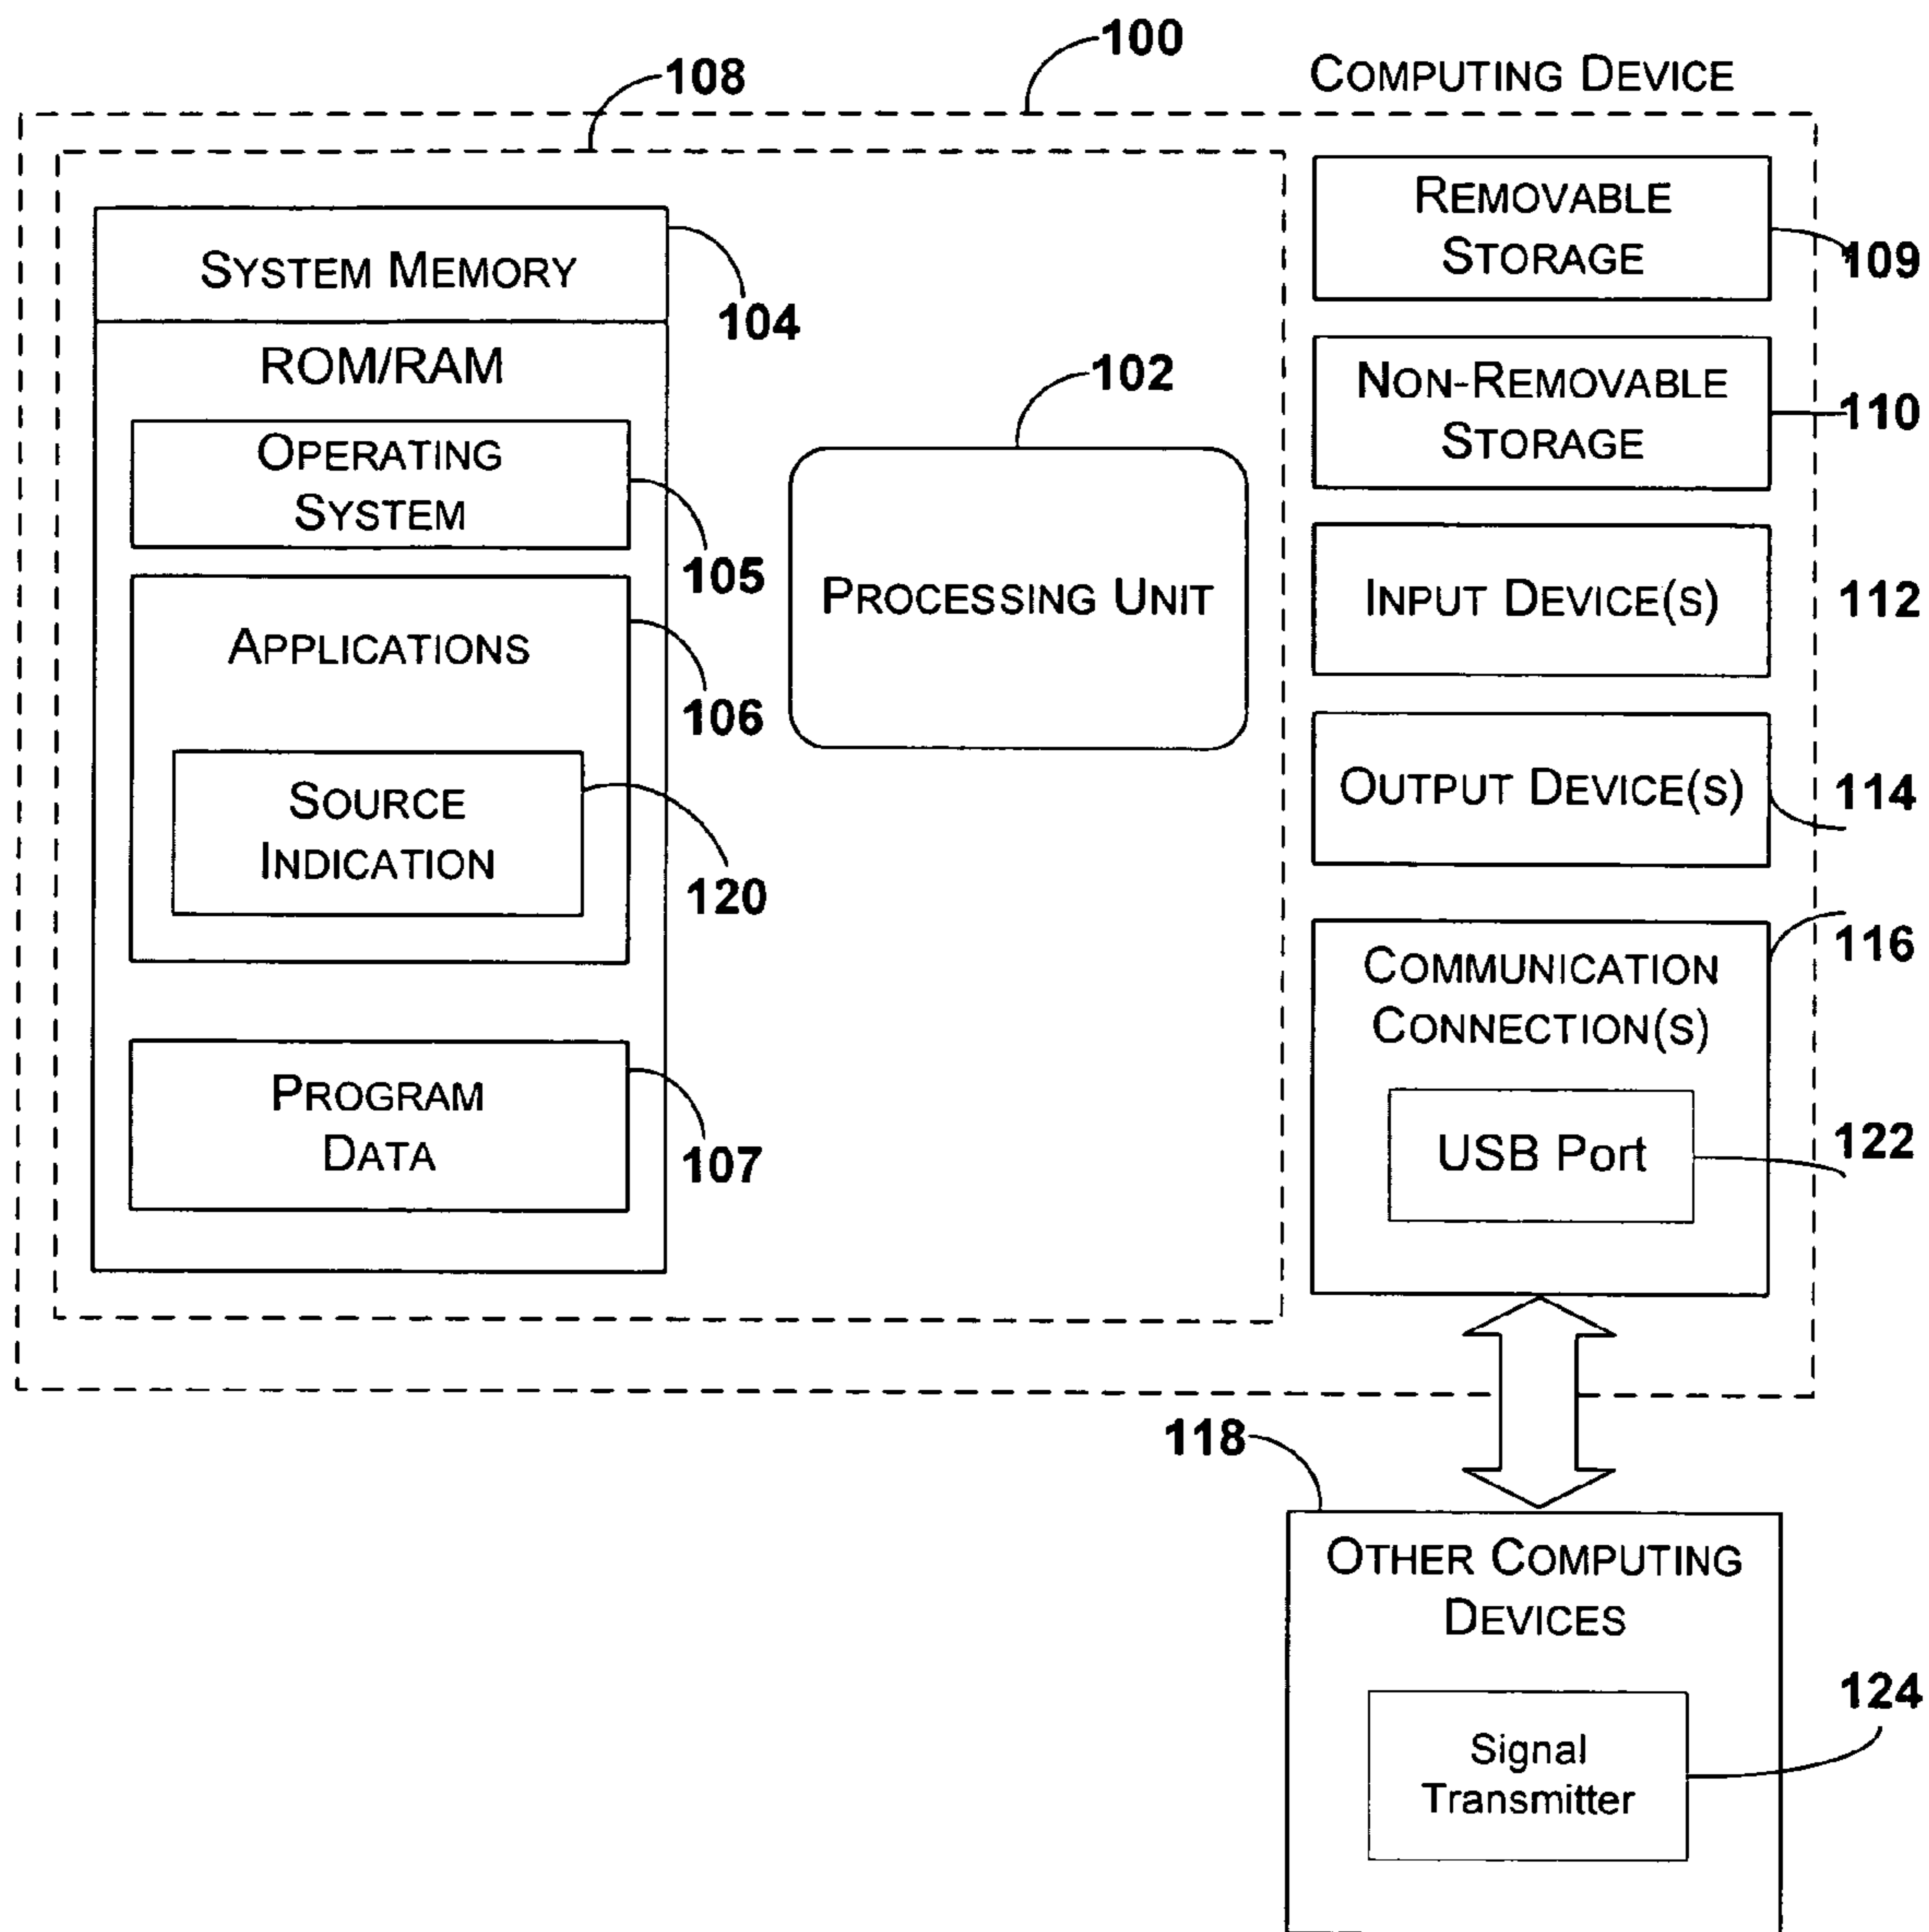 100
COMPUTING DEVICE
108
REMOVABLE
STORAGE
109
SYSTEM MEMORY
104
ROM/RAM
102
NON-REMOVABLE
STORAGE
110
OPERATING
SYSTEM
105
PROCESSING UNIT
INPUT DEVICE(S)
112
APPLICATIONS
106
OUTPUT DEVICE(S)
114
SOURCE
INDICATION
120
116
COMMUNICATION
CONNECTION(S)
USB Port
122
PROGRAM
DATA
107
118
OTHER COMPUTING
DEVICES
124
Signal
Transmitter